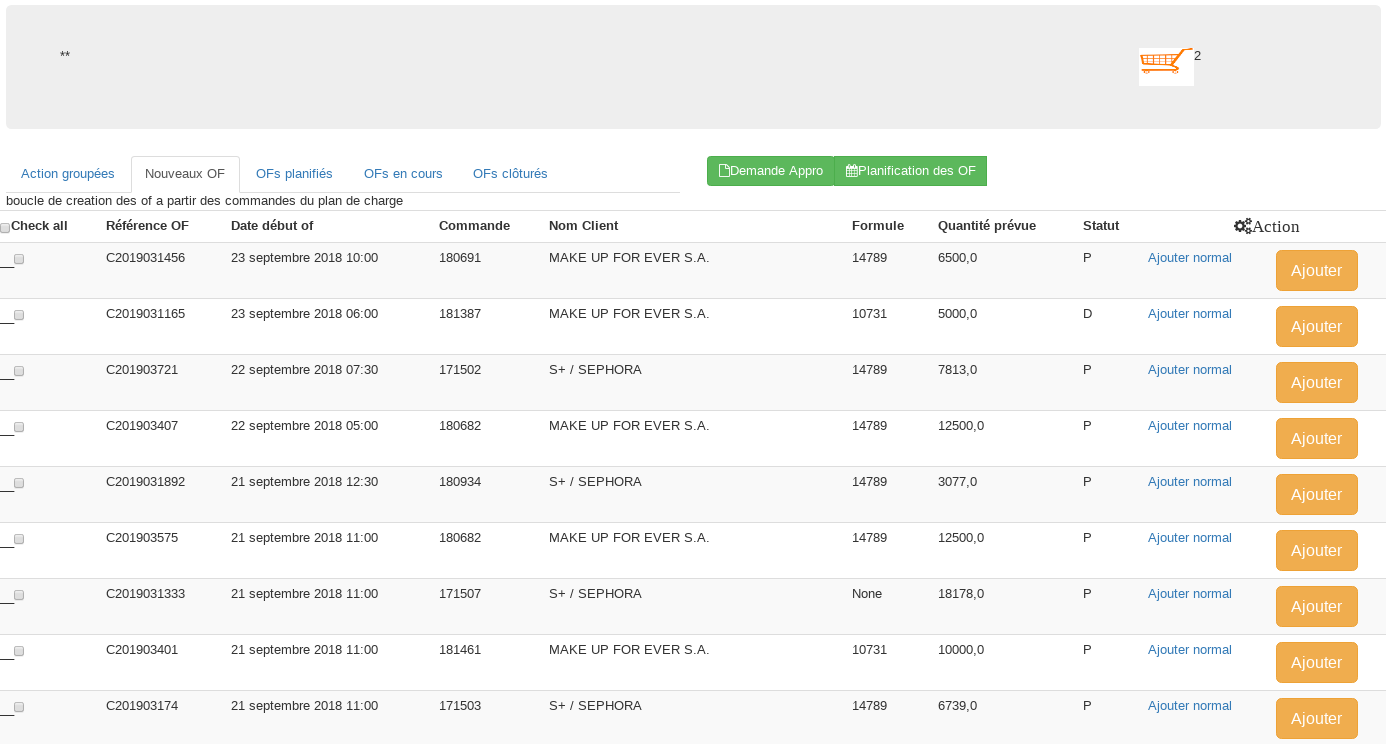 ** 2
Action groupées Nouveaux OF OFs planifiés OFs en cours OFs clôturés Demande Appro Planification des OF
boucle de creation des of a partir des commandes du plan de charge
Check all Référence OF Date début of Commande Nom Client Formule Quantité prévue Statut Action
C2019031456 23 septembre 2018 10:00 180691 MAKE UP FOR EVER S.A. 14789 6500,0 P Ajouter normal Ajouter
C2019031165 23 septembre 2018 06:00 181387 MAKE UP FOR EVER S.A. 10731 5000,0 D Ajouter normal Ajouter
C201903721 22 septembre 2018 07:30 171502 S+ / SEPHORA 14789 7813,0 P Ajouter normal Ajouter
C201903407 22 septembre 2018 05:00 180682 MAKE UP FOR EVER S.A. 14789 12500,0 P Ajouter normal Ajouter
C2019031892 21 septembre 2018 12:30 180934 S+ / SEPHORA 14789 3077,0 P Ajouter normal Ajouter
C201903575 21 septembre 2018 11:00 180682 MAKE UP FOR EVER S.A. 14789 12500,0 P Ajouter normal Ajouter
C2019031333 21 septembre 2018 11:00 171507 S+ / SEPHORA None 18178,0 P Ajouter normal Ajouter
C201903401 21 septembre 2018 11:00 181461 MAKE UP FOR EVER S.A. 10731 10000,0 P Ajouter normal Ajouter
C201903174 21 septembre 2018 11:00 171503 S+ / SEPHORA 14789 6739,0 P Ajouter normal Ajouter